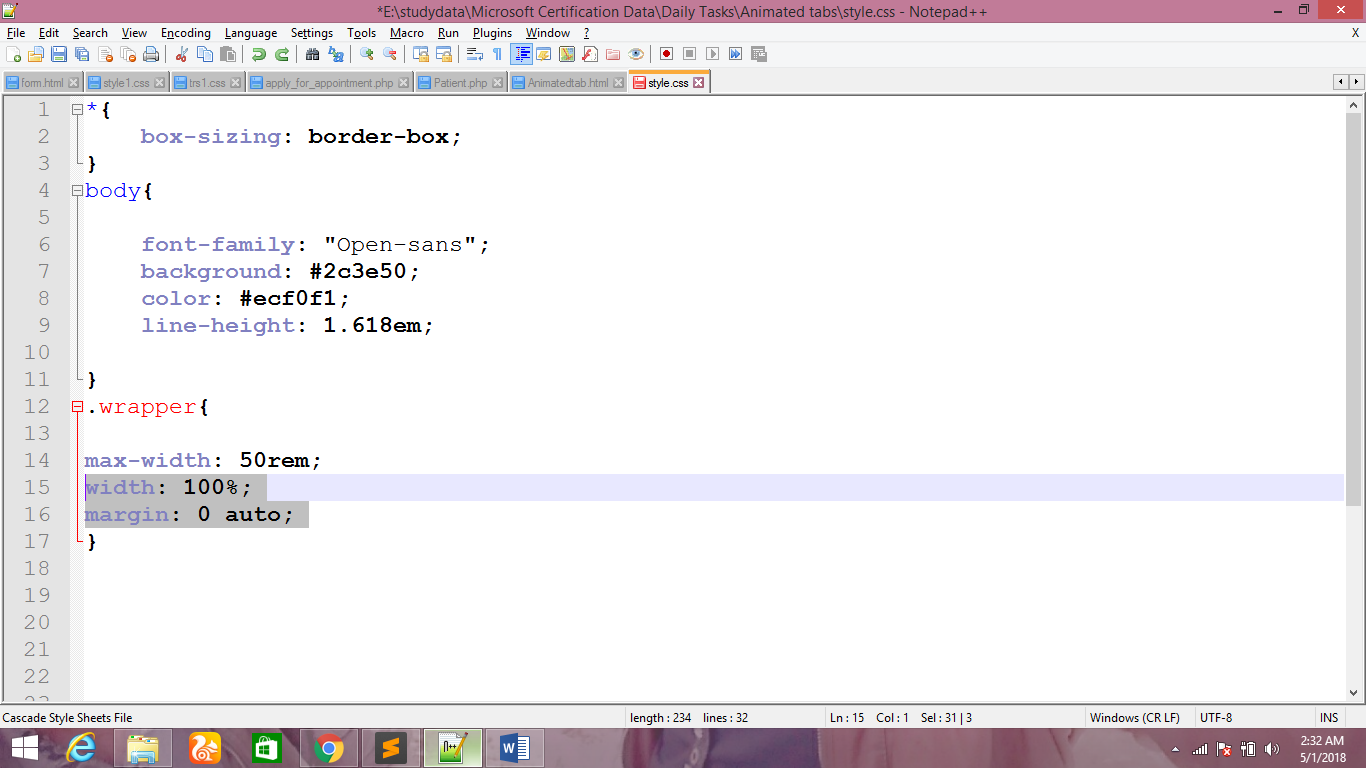 *E:\studydata\Microsoft Certification Data\Daily Tasks\Animated tabs\style.css - Notepad++
File Edit Search View Encoding Language Settings Tools Macro Run Plugins Window ? X
form.html style1.css trs1.css apply_for_appointment.php Patient.php Animatedtab.html style.css
1 *{
2 box-sizing: border-box;
3 }
4 body{
5
6 font-family: "Open-sans";
7 background: #2c3e50;
8 color: #ecf0f1;
9 line-height: 1.618em;
10
11 }
12 .wrapper{
13
14 max-width: 50rem;
15 width: 100%;
16 margin: 0 auto;
17 }
18
19
20
21
22
23
Cascade Style Sheets File length : 234 lines : 32 Ln : 15 Col : 1 Sel : 31 | 3 Windows (CR LF) UTF-8 INS
2:32 AM
5/1/2018